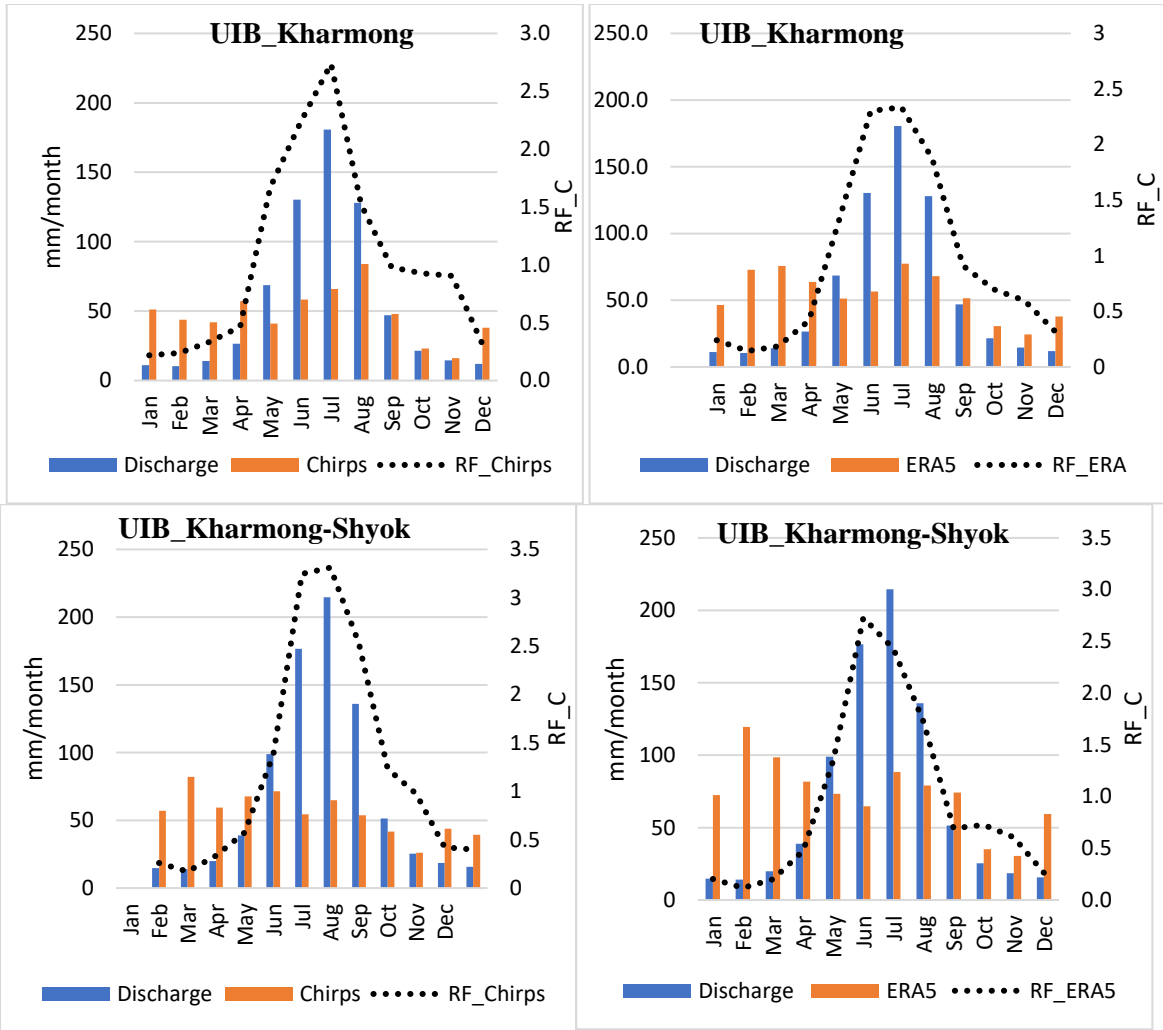 UIB_Kharmong
250
200
150
100
50
0
mm/month
3.0
2.5
2.0
1.5
1.0
0.5
0.0
RF_C
Jan Feb Mar Apr May Jun Jul Aug Sep Oct Nov Dec
Discharge Chirps RF_Chirps
UIB_Kharmong
250.0
200.0
150.0
100.0
50.0
0.0
3
2.5
2
1.5
1
0.5
0
RF_C
Jan Feb Mar Apr May Jun Jul Aug Sep Oct Nov Dec
Discharge ERA5 RF_ERA
UIB_Kharmong-Shyok
250
200
150
100
50
0
mm/month
3.5
3
2.5
2
1.5
1
0.5
0
RF_C
Jan Feb Mar Apr May Jun Jul Aug Sep Oct Nov Dec
Discharge Chirps RF_Chirps
UIB_Kharmong-Shyok
250
200
150
100
50
0
mm/month
3.5
3.0
2.5
2.0
1.5
1.0
0.5
0.0
RF_C
Jan Feb Mar Apr May Jun Jul Aug Sep Oct Nov Dec
Discharge ERA5 RF_ERA5